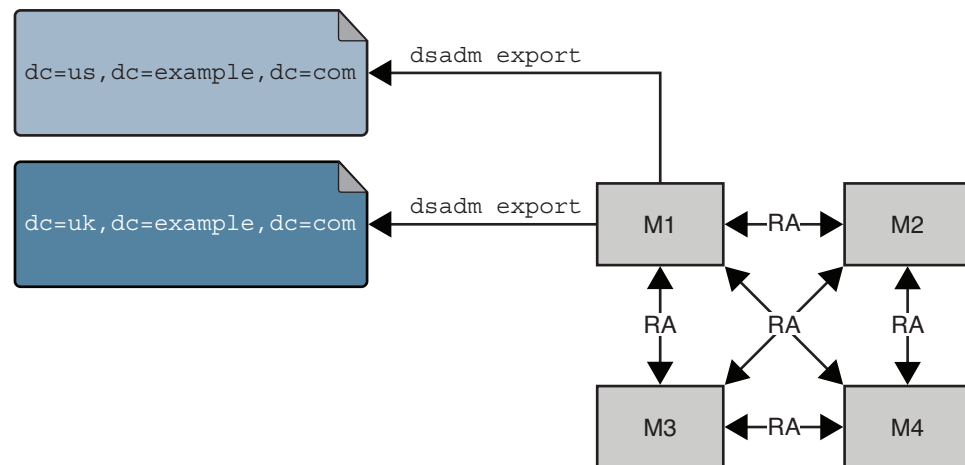 dsadm export
dc=us,dc=example,dc=com
dsadm export
dc=uk,dc=example,dc=com
M1
RA
M2
RA
RA
RA
M3
RA
M4